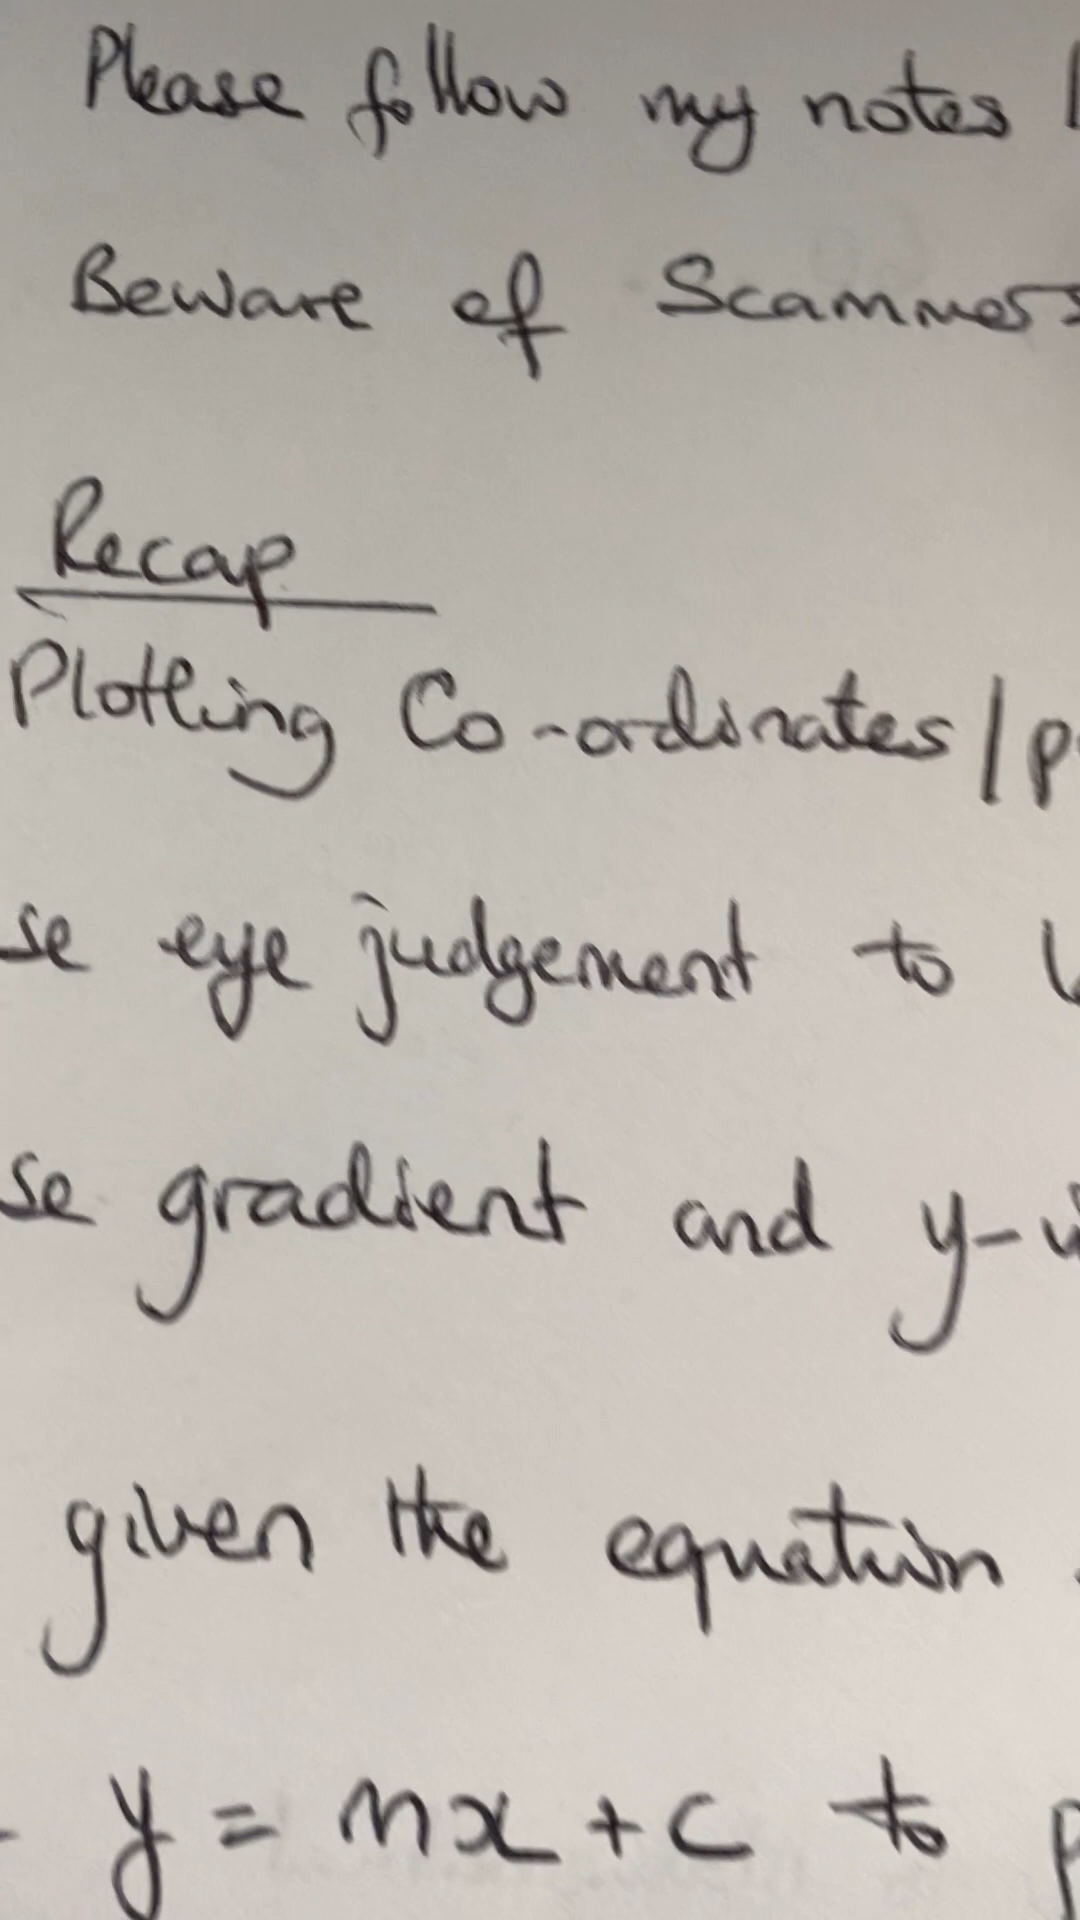 Please follow my notes
Beware of Scammers
Recap
Plotting Co-ordinates/p
se eye judgement to
se gradient and y-i
given the equation
- y = mx + c to p